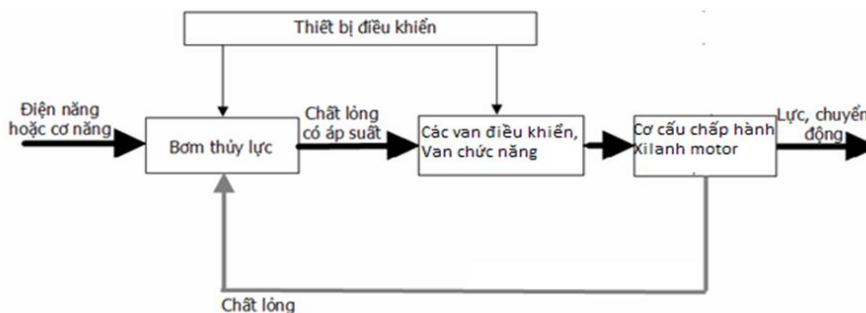 Thiết bị điều khiển
Điện năng
hoặc cơ năng
Bơm thủy lực
Chất lỏng
có áp suất
Các van điều khiển,
Van chức năng
Cơ cấu chấp hành
Xilanh motor
Lực, chuyển
động
Chất lỏng